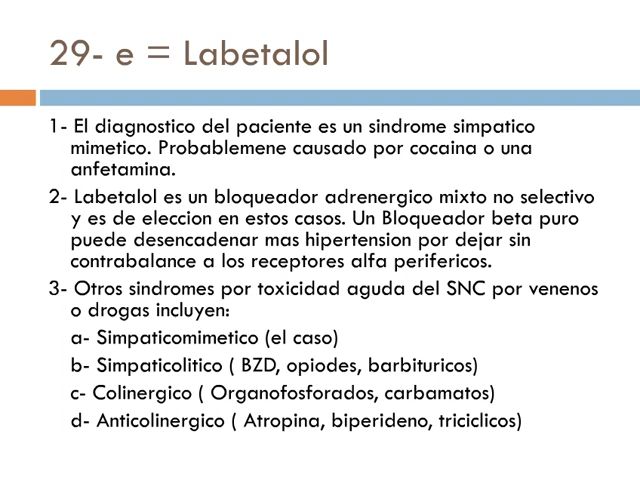 29- e = Labetalol
1- El diagnostico del paciente es un sindrome simpatico
mimetico. Probablemene causado por cocaina o una
anfetamina.
2- Labetalol es un bloqueador adrenergico mixto no selectivo
y es de eleccion en estos casos. Un Bloqueador beta puro
puede desencadenar mas hipertension por dejar sin
contrabalance a los receptores alfa perifericos.
3- Otros sindromes por toxicidad aguda del SNC por venenos
o drogas incluyen:
a- Simpaticomimetico (el caso)
b- Simpaticolitico ( BZD, opiodes, barbituricos)
c- Colinergico ( Organofosforados, carbamatos)
d- Anticolinergico ( Atropina, biperideno, triciclicos)